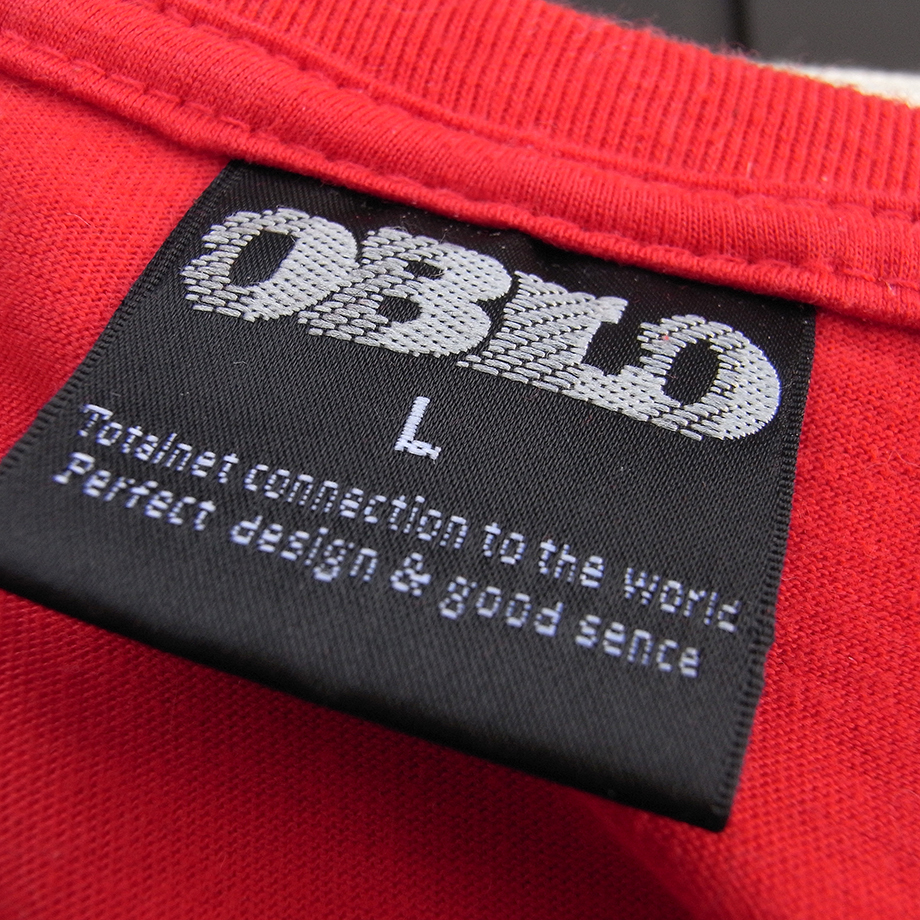 OBLO
L
Totalnet connection to the world
Perfect design & good sence